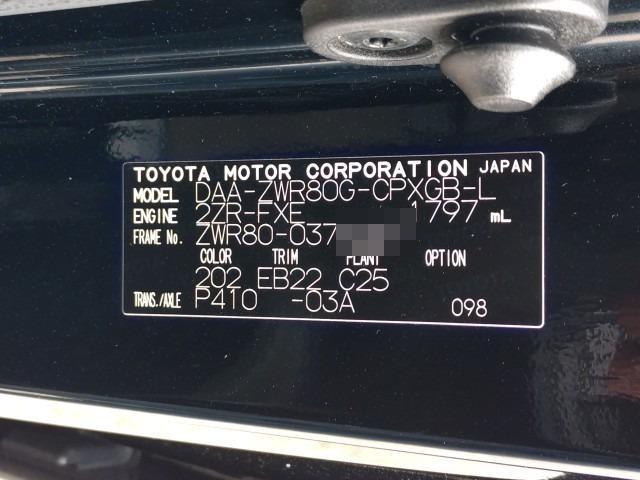 TOYOTA MOTOR CORPORATION JAPAN
MODEL DAA-ZWR80G-CPXGB-L
ENGINE 2ZR-FXE 1797 mL
FRAME No. ZWR80-037
COLOR TRIM PLANT OPTION
202 EB22 C25
TRANS./AXLE P410 -03A 098